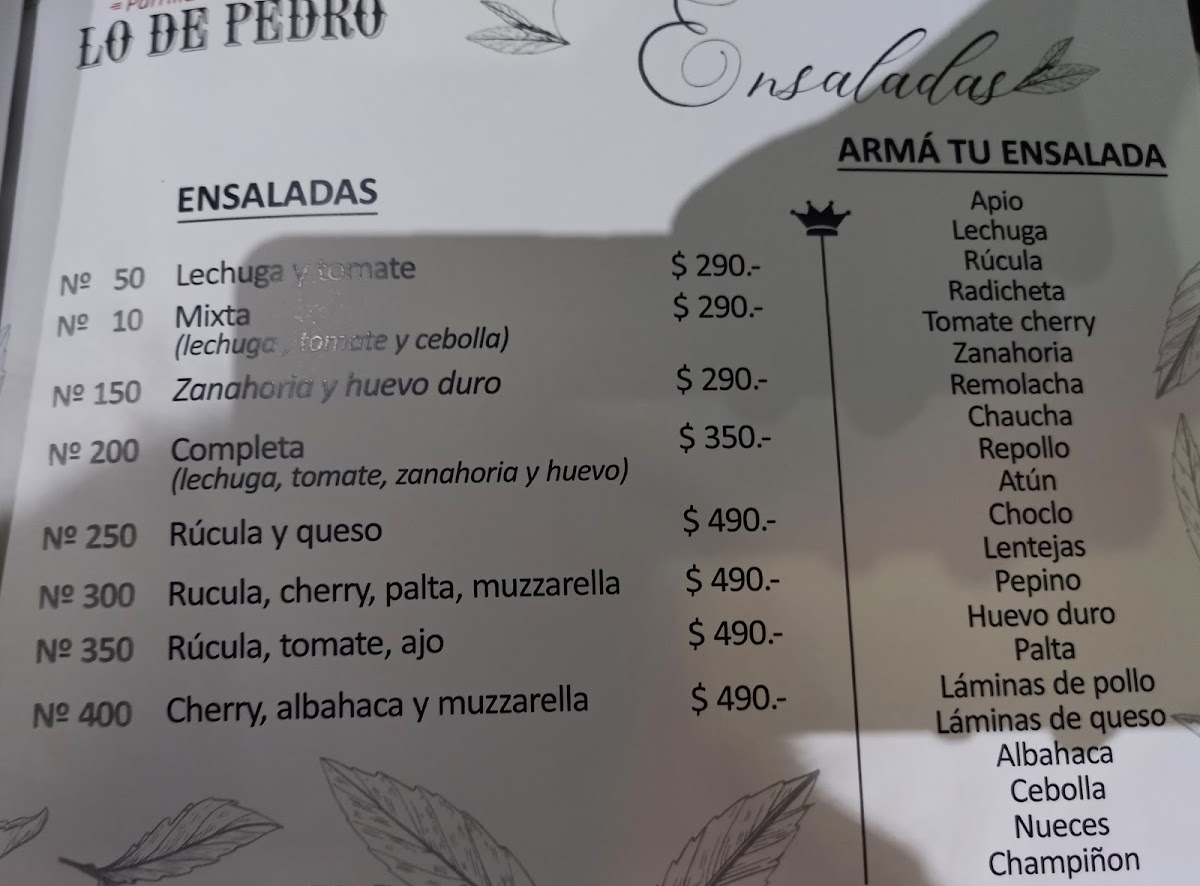 LO DE PEDRO
Ensaladas
ENSALADAS
Nº 50 Lechuga y tomate $ 290.-
Nº 10 Mixta $ 290.-
(lechuga, tomate y cebolla)
Nº 150 Zanahoria y huevo duro $ 290.-
Nº 200 Completa $ 350.-
(lechuga, tomate, zanahoria y huevo)
Nº 250 Rúcula y queso $ 490.-
Nº 300 Rucula, cherry, palta, muzzarella $ 490.-
Nº 350 Rúcula, tomate, ajo $ 490.-
Nº 400 Cherry, albahaca y muzzarella $ 490.-
ARMÁ TU ENSALADA
Apio
Lechuga
Rúcula
Radicheta
Tomate cherry
Zanahoria
Remolacha
Chaucha
Repollo
Atún
Choclo
Lentejas
Pepino
Huevo duro
Palta
Láminas de pollo
Láminas de queso
Albahaca
Cebolla
Nueces
Champiñon